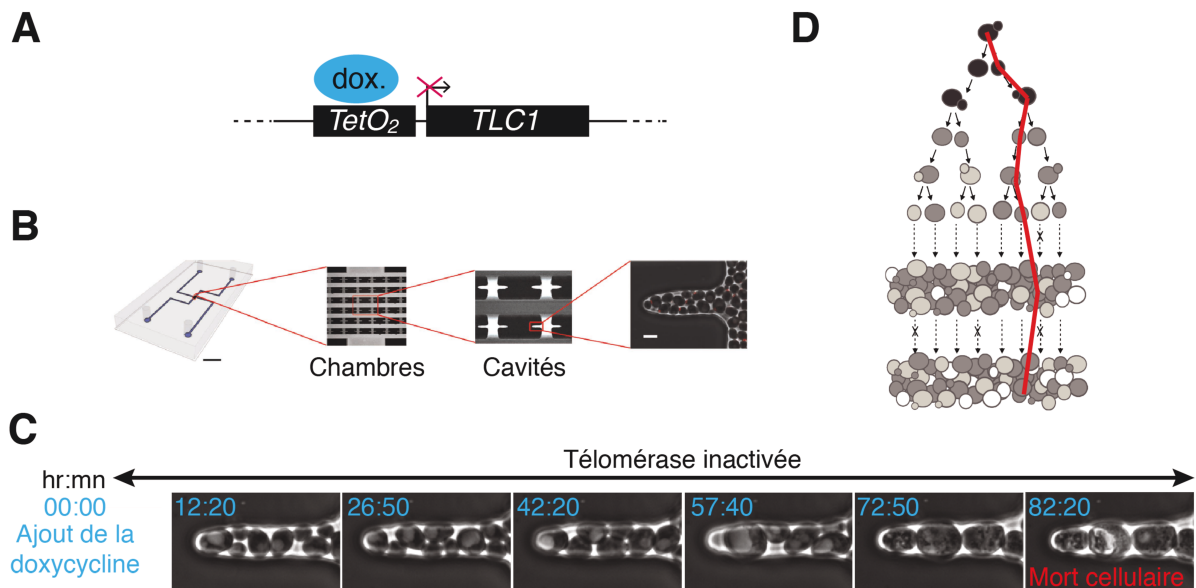 A
dox.
TetO2
TLC1
B
Chambres
Cavités
C
Télomérase inactivée
hr:mn
00:00
Ajout de la
doxycycline
12:20
26:50
42:20
57:40
72:50
82:20
Mort cellulaire
D